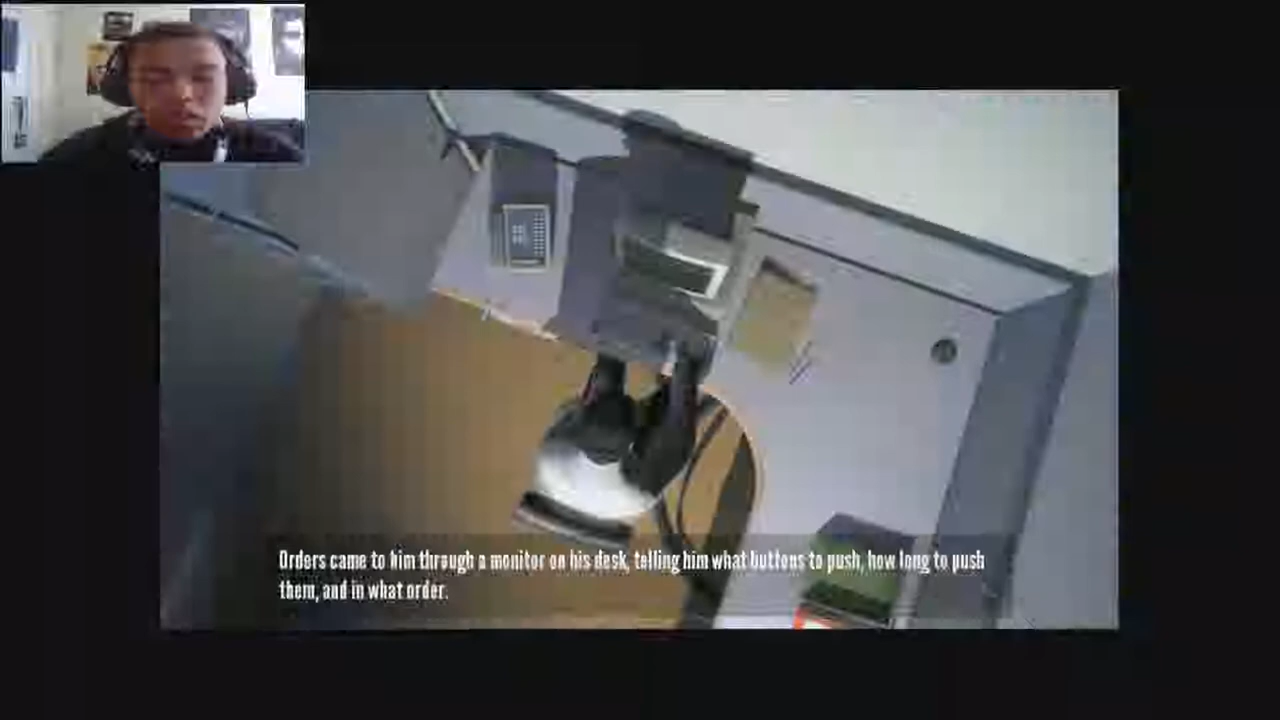 Orders came to him through a monitor on his desk, telling him what buttons to push, how long to push
them, and in what order.